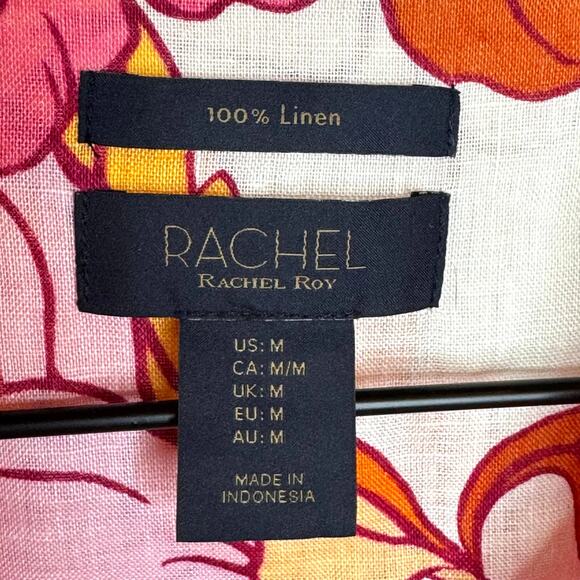 100% Linen
RACHEL
RACHEL ROY
US: M
CA: M/M
UK: M
EU: M
AU: M
MADE IN
INDONESIA